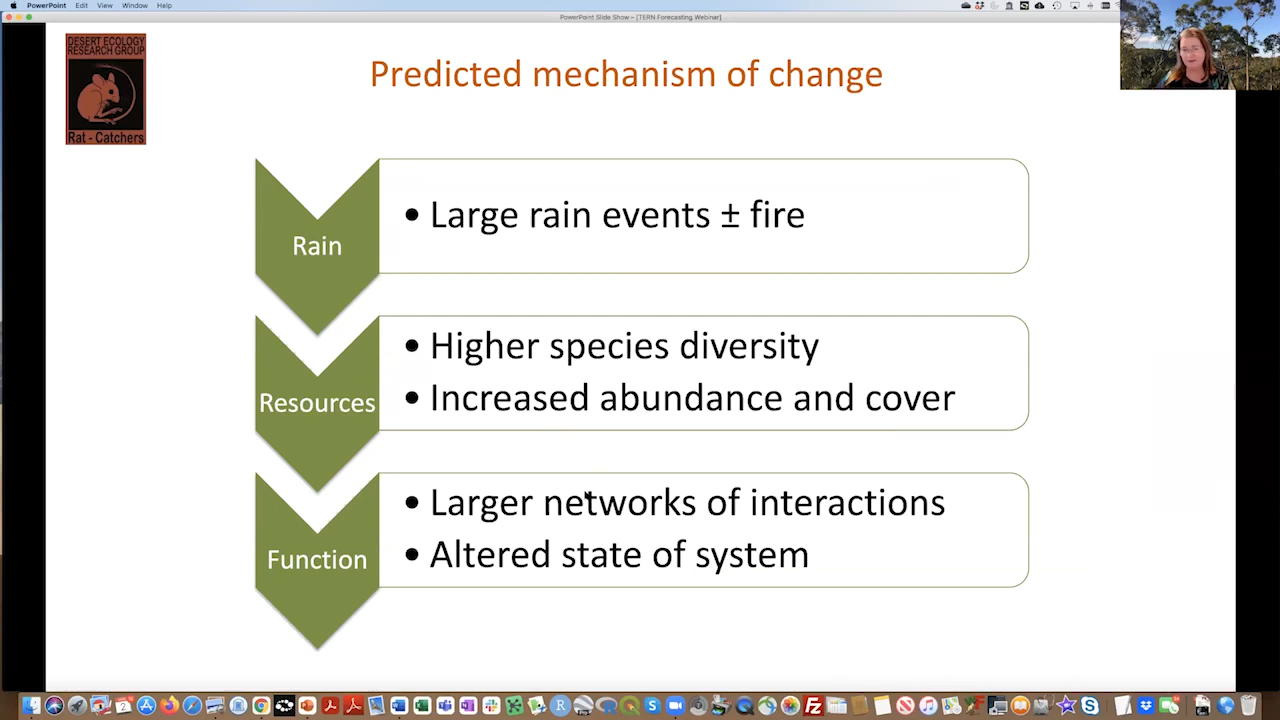 PowerPoint Edit View Window Help
PowerPoint Slide Show – [TERN Forecasting Webinar]
DESERT ECOLOGY
RESEARCH GROUP
Rat - Catchers
Predicted mechanism of change
Rain
• Large rain events ± fire
Resources
• Higher species diversity
• Increased abundance and cover
Function
• Larger networks of interactions
• Altered state of system